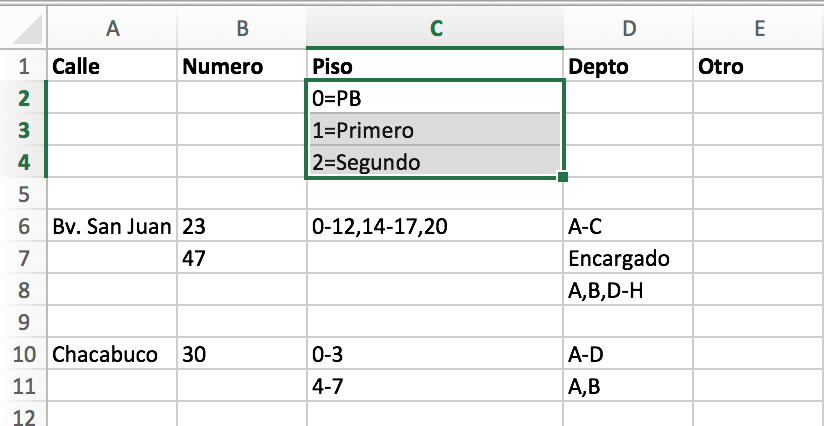 A B C D E
1 Calle Numero Piso Depto Otro
2 0=PB
3 1=Primero
4 2=Segundo
5
6 Bv. San Juan 23 0-12,14-17,20 A-C
7 47 Encargado
8 A,B,D-H
9
10 Chacabuco 30 0-3 A-D
11 4-7 A,B
12